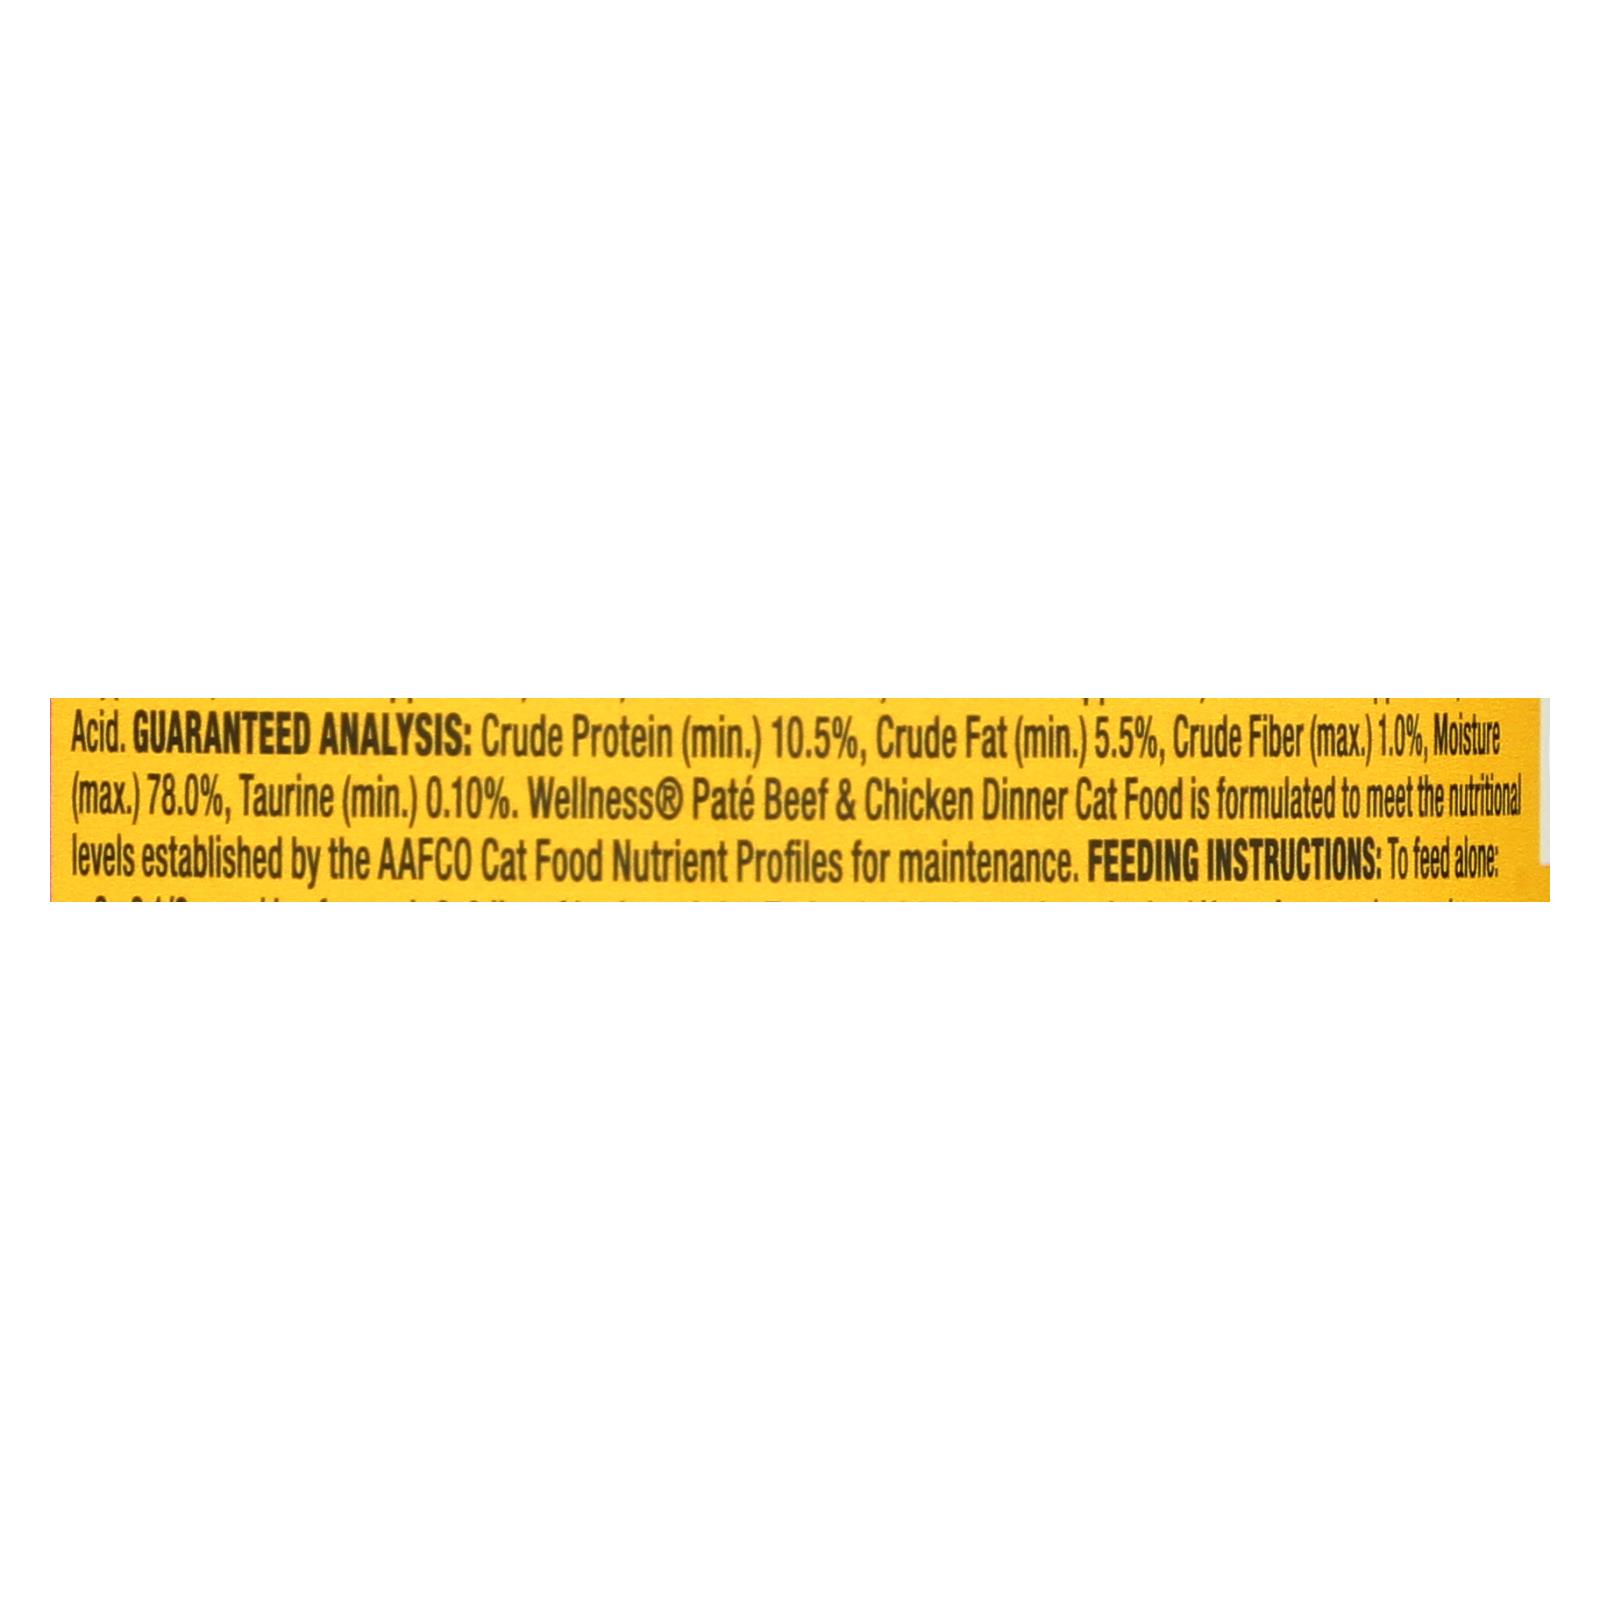 Acid. GUARANTEED ANALYSIS: Crude Protein (min.) 10.5%, Crude Fat (min.) 5.5%, Crude Fiber (max.) 1.0%, Moisture
(max.) 78.0%, Taurine (min.) 0.10%. Wellness® Paté Beef & Chicken Dinner Cat Food is formulated to meet the nutritional
levels established by the AAFCO Cat Food Nutrient Profiles for maintenance. FEEDING INSTRUCTIONS: To feed alone: